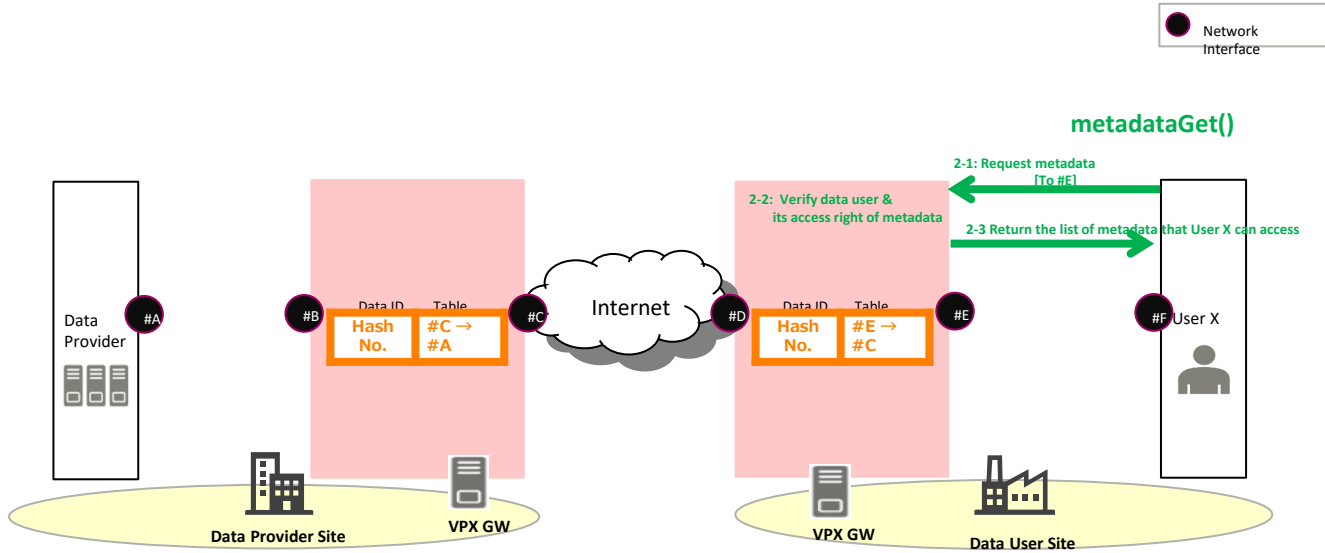 Network
Interface
metadataGet()
2-1: Request metadata
[To #E]
2-2: Verify data user &
its access right of metadata
2-3 Return the list of metadata that User X can access
Internet
Data
Provider
#A
#B
Data ID Table
Hash
No.
#C →
#A
#C
#D
Data ID Table
Hash
No.
#E →
#C
#E
#F User X
Data Provider Site
VPX GW
VPX GW
Data User Site